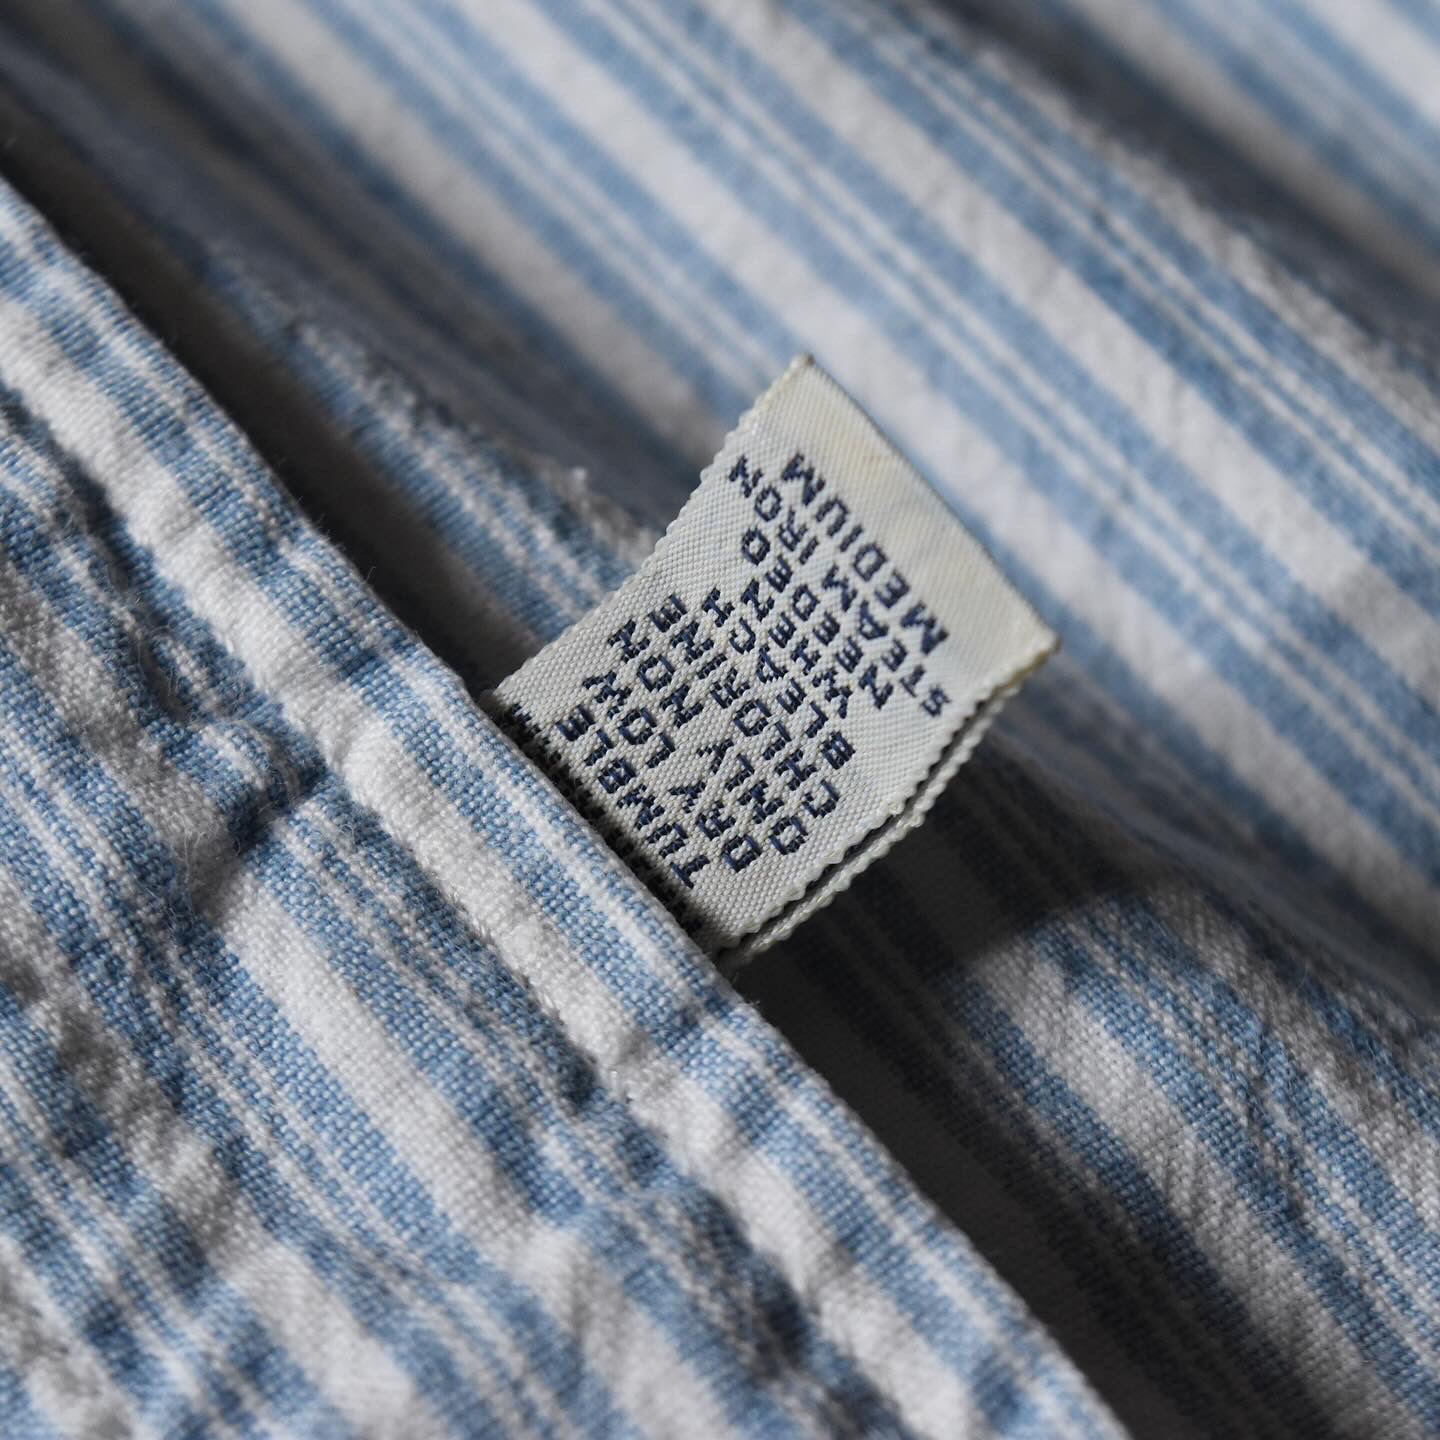 TUMBLE
DRY LOW
ONLY NON
CHLORINE
BLEACH
WHEN
NEEDED
STEAM IRON
MEDIUM